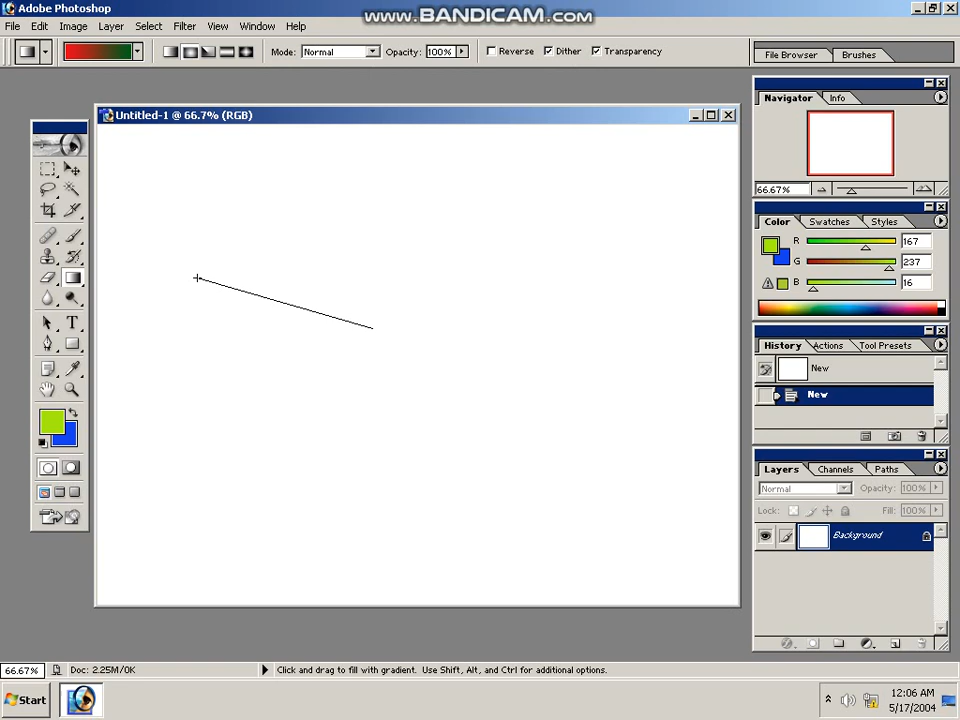 Adobe Photoshop
www.BANDICAM.com
File Edit Image Layer Select Filter View Window Help
Mode: Normal Opacity: 100% Reverse Dither Transparency File Browser Brushes
Untitled-1 @ 66.7% (RGB)
Navigator Info
66.67%
Color Swatches Styles
R 167
G 237
B 16
History Actions Tool Presets
New
New
Layers Channels Paths
Normal Opacity: 100%
Lock: Fill: 100%
Background
T
66.67% Doc: 2.25M/0K Click and drag to fill with gradient. Use Shift, Alt, and Ctrl for additional options.
Start 12:06 AM
5/17/2004